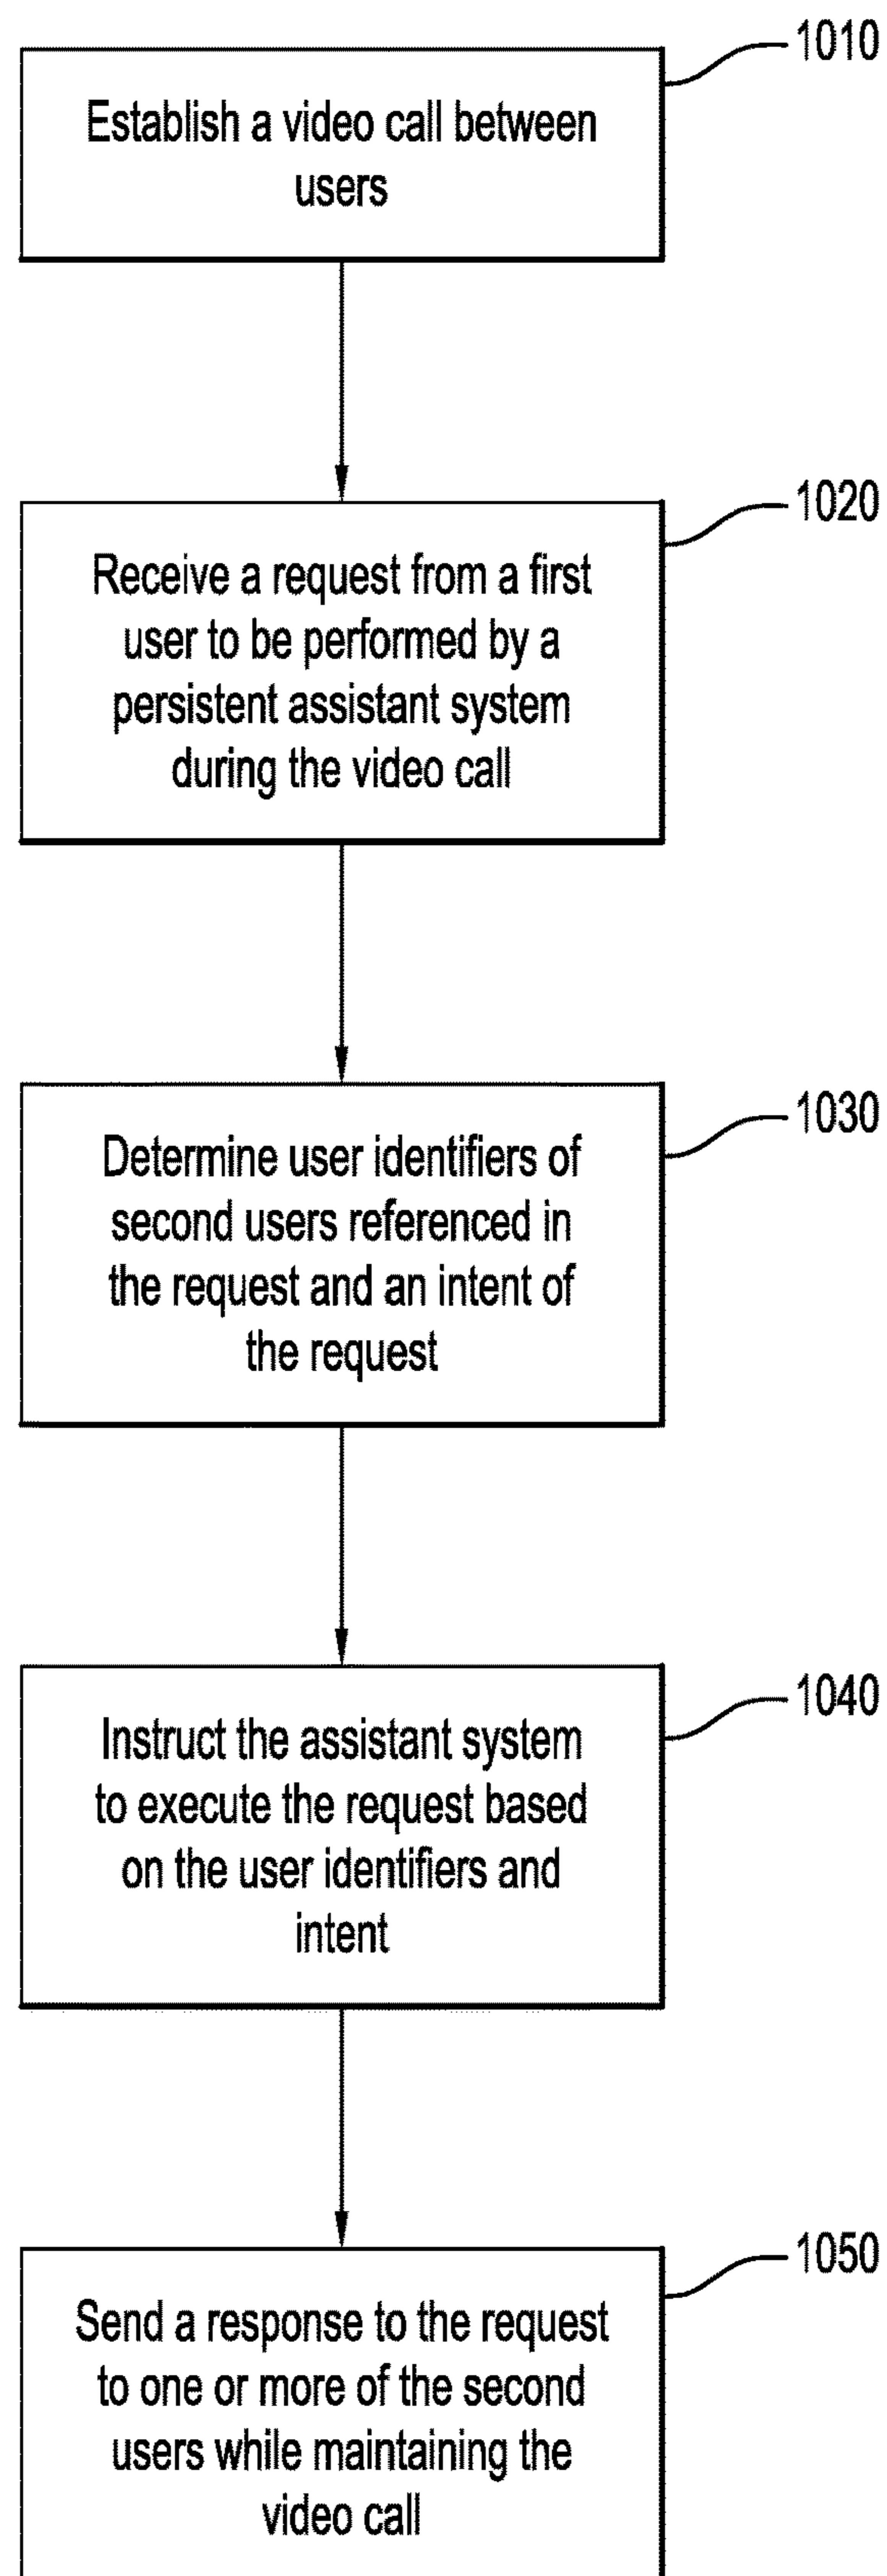 1010
Establish a video call between
users
1020
Receive a request from a first
user to be performed by a
persistent assistant system
during the video call
1030
Determine user identifiers of
second users referenced in
the request and an intent of
the request
1040
Instruct the assistant system
to execute the request based
on the user identifiers and
intent
1050
Send a response to the request
to one or more of the second
users while maintaining the
video call